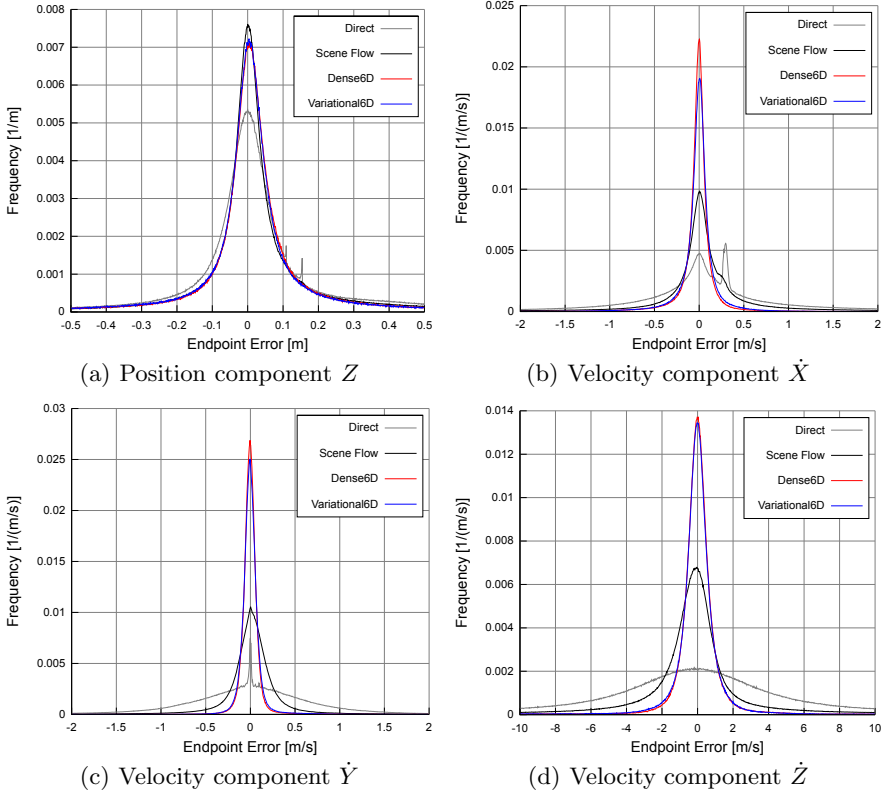 0.008
0.007
0.006
0.005
0.004
0.003
0.002
0.001
0
Frequency [1/m]
Direct
Scene Flow
Dense6D
Variational6D
-0.5 -0.4 -0.3 -0.2 -0.1 0 0.1 0.2 0.3 0.4 0.5
Endpoint Error [m]
(a) Position component Z
0.025
0.02
0.015
0.01
0.005
0
Frequency [1/(m/s)]
Direct
Scene Flow
Dense6D
Variational6D
-2 -1.5 -1 -0.5 0 0.5 1 1.5 2
Endpoint Error [m/s]
(b) Velocity component Ẋ
0.03
0.025
0.02
0.015
0.01
0.005
0
Frequency [1/(m/s)]
Direct
Scene Flow
Dense6D
Variational6D
-2 -1.5 -1 -0.5 0 0.5 1 1.5 2
Endpoint Error [m/s]
(c) Velocity component Ẏ
0.014
0.012
0.01
0.008
0.006
0.004
0.002
0
Frequency [1/(m/s)]
Direct
Scene Flow
Dense6D
Variational6D
-10 -8 -6 -4 -2 0 2 4 6 8 10
Endpoint Error [m/s]
(d) Velocity component Ż